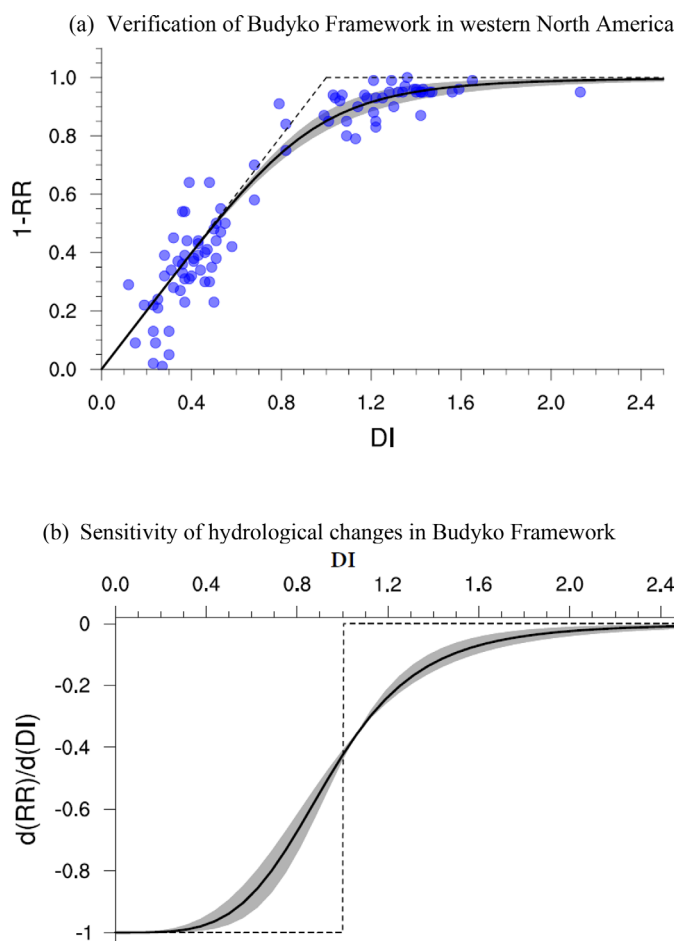 (a) Verification of Budyko Framework in western North America
1.0
0.8
0.6
0.4
0.2
0.0
1-RR
0.0 0.4 0.8 1.2 1.6 2.0 2.4
DI
(b) Sensitivity of hydrological changes in Budyko Framework
DI
0.0 0.4 0.8 1.2 1.6 2.0 2.4
0
-0.2
-0.4
-0.6
-0.8
-1
d(RR)/d(DI)